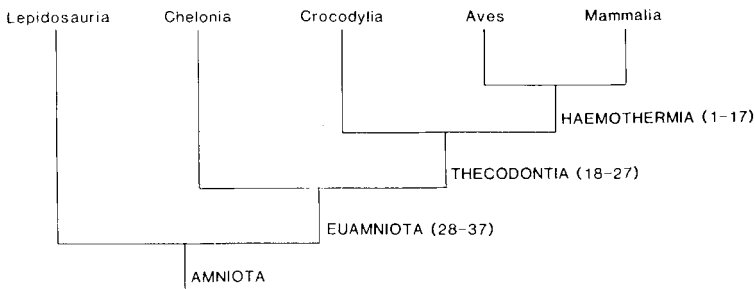 Lepidosauria Chelonia Crocodylia Aves Mammalia
HAEMOTHERMIA (1-17)
THECODONTIA (18-27)
EUAMNIOTA (28-37)
AMNIOTA